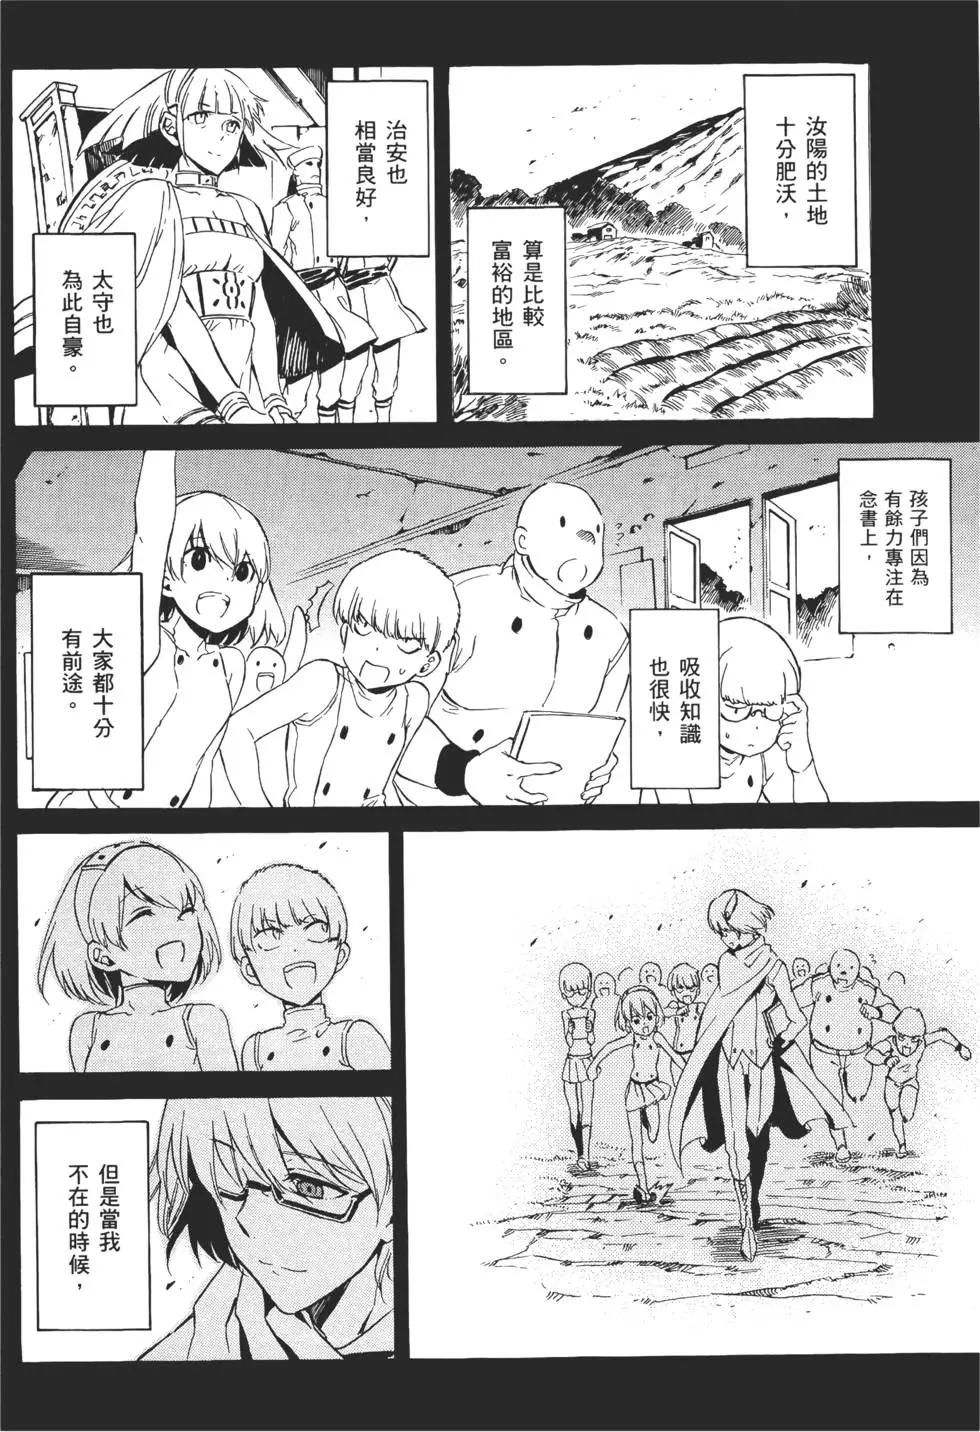 汝陽的土地
十分肥沃，
算是比較
富裕的地區。
治安也
相當良好，
太守也
為此自豪。
孩子們因為
有餘力專注在
念書上，
吸收知識
也很快，
大家都十分
有前途。
但是當我
不在的時候，